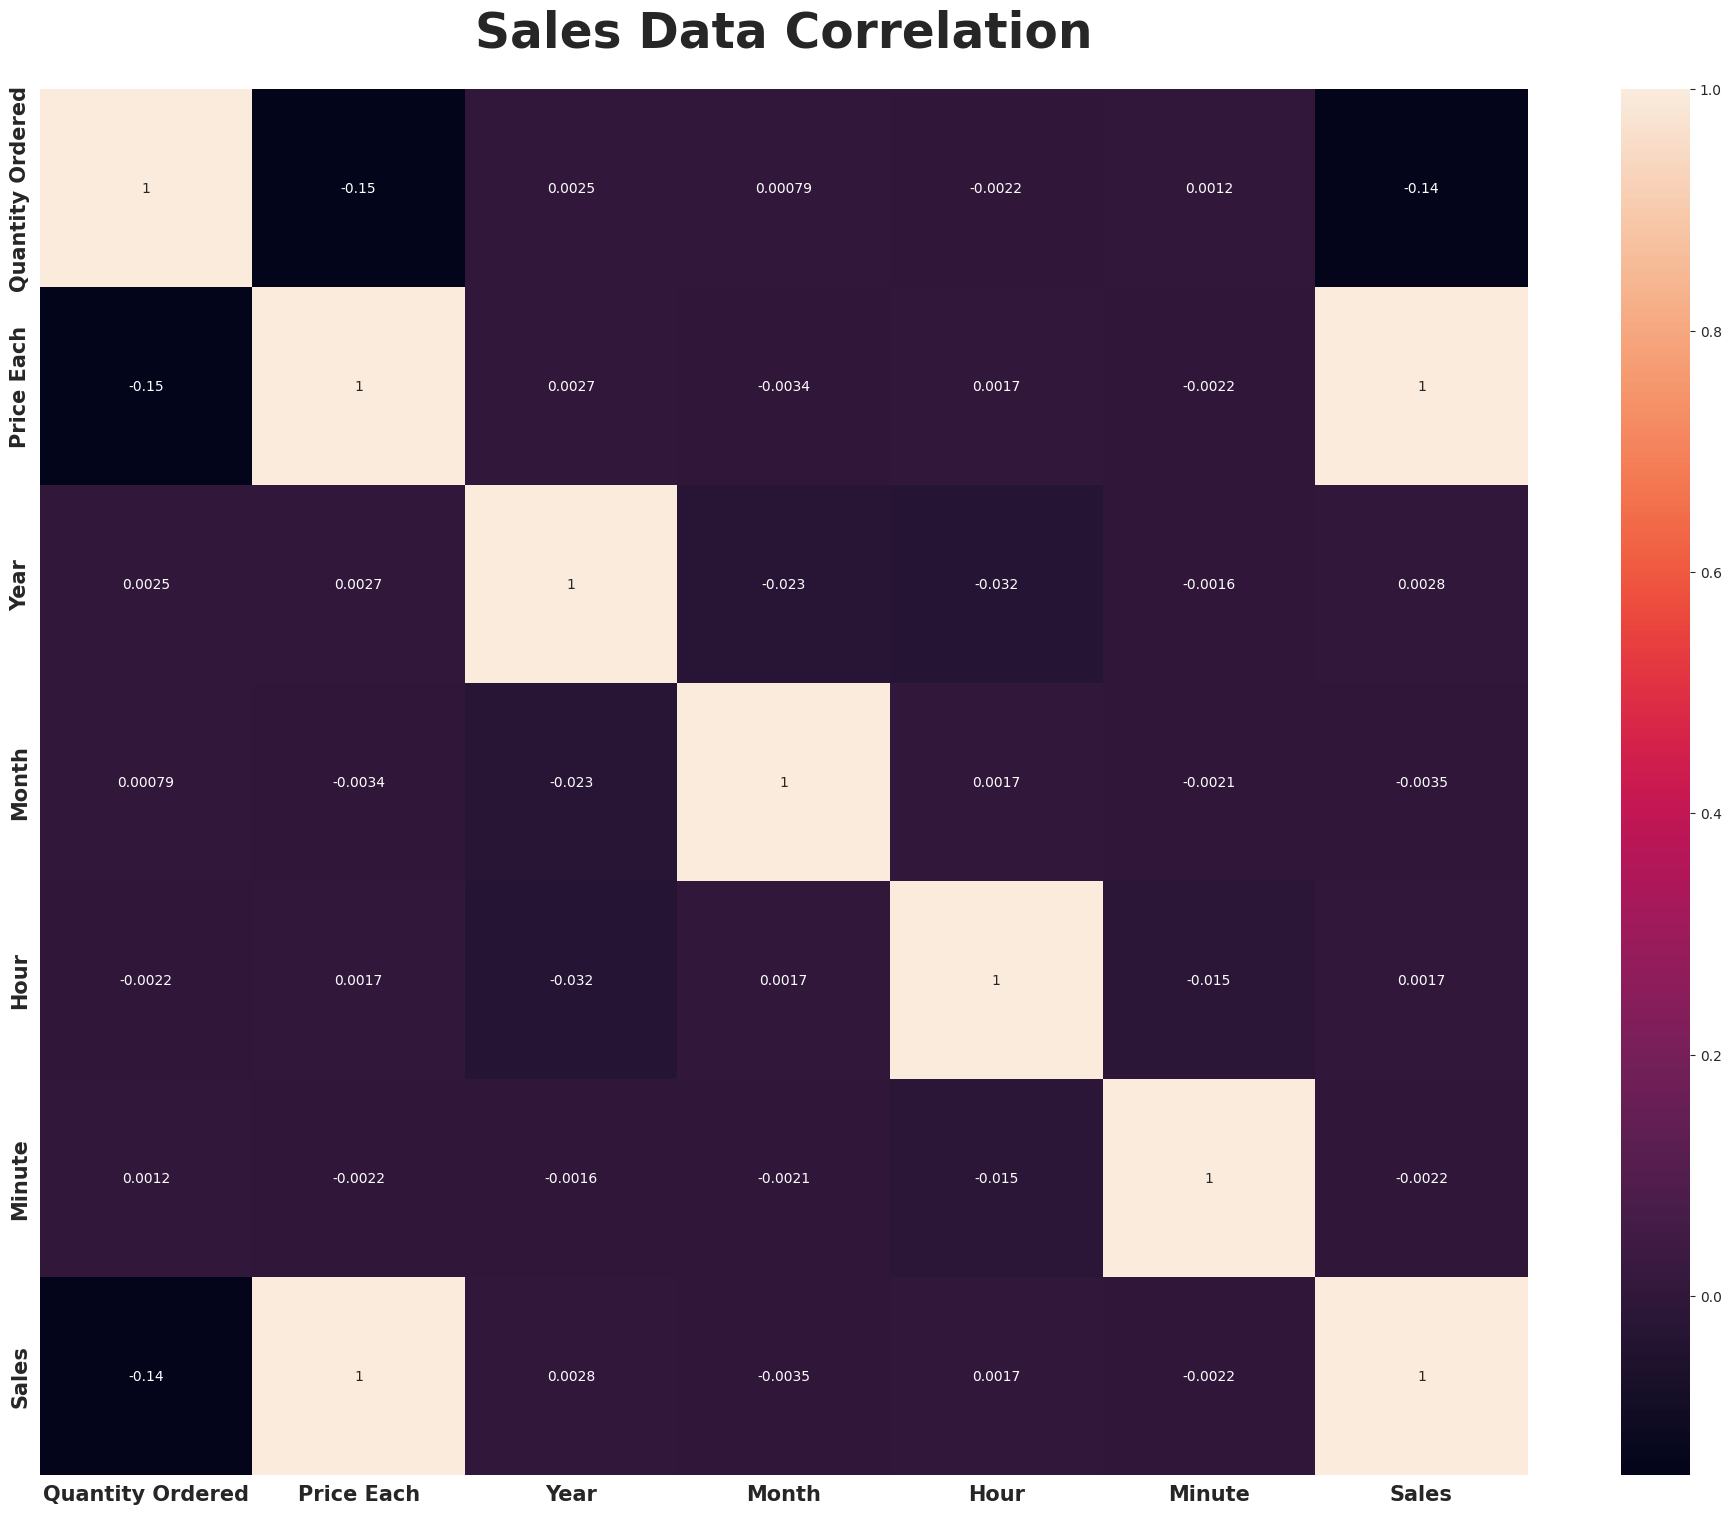 Sales Data Correlation
Quantity Ordered 1 -0.15 0.0025 0.00079 -0.0022 0.0012 -0.14
Price Each -0.15 1 0.0027 -0.0034 0.0017 -0.0022 1
Year 0.0025 0.0027 1 -0.023 -0.032 -0.0016 0.0028
Month 0.00079 -0.0034 -0.023 1 0.0017 -0.0021 -0.0035
Hour -0.0022 0.0017 -0.032 0.0017 1 -0.015 0.0017
Minute 0.0012 -0.0022 -0.0016 -0.0021 -0.015 1 -0.0022
Sales -0.14 1 0.0028 -0.0035 0.0017 -0.0022 1
Quantity Ordered Price Each Year Month Hour Minute Sales
1.0
0.8
0.6
0.4
0.2
0.0